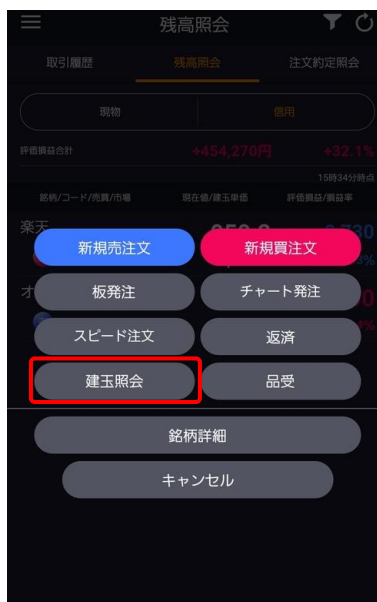 残高照会
取引履歴 残高照会 注文約定照会
現物 信用
評価損益合計 +454,270円 +32.1%
15時34分時点
銘柄/コード/売買/市場 現在値/建玉単価 評価損益/損益率
楽天
新規売注文 新規買注文
板発注 チャート発注
スピード注文 返済
建玉照会 品受
銘柄詳細
キャンセル